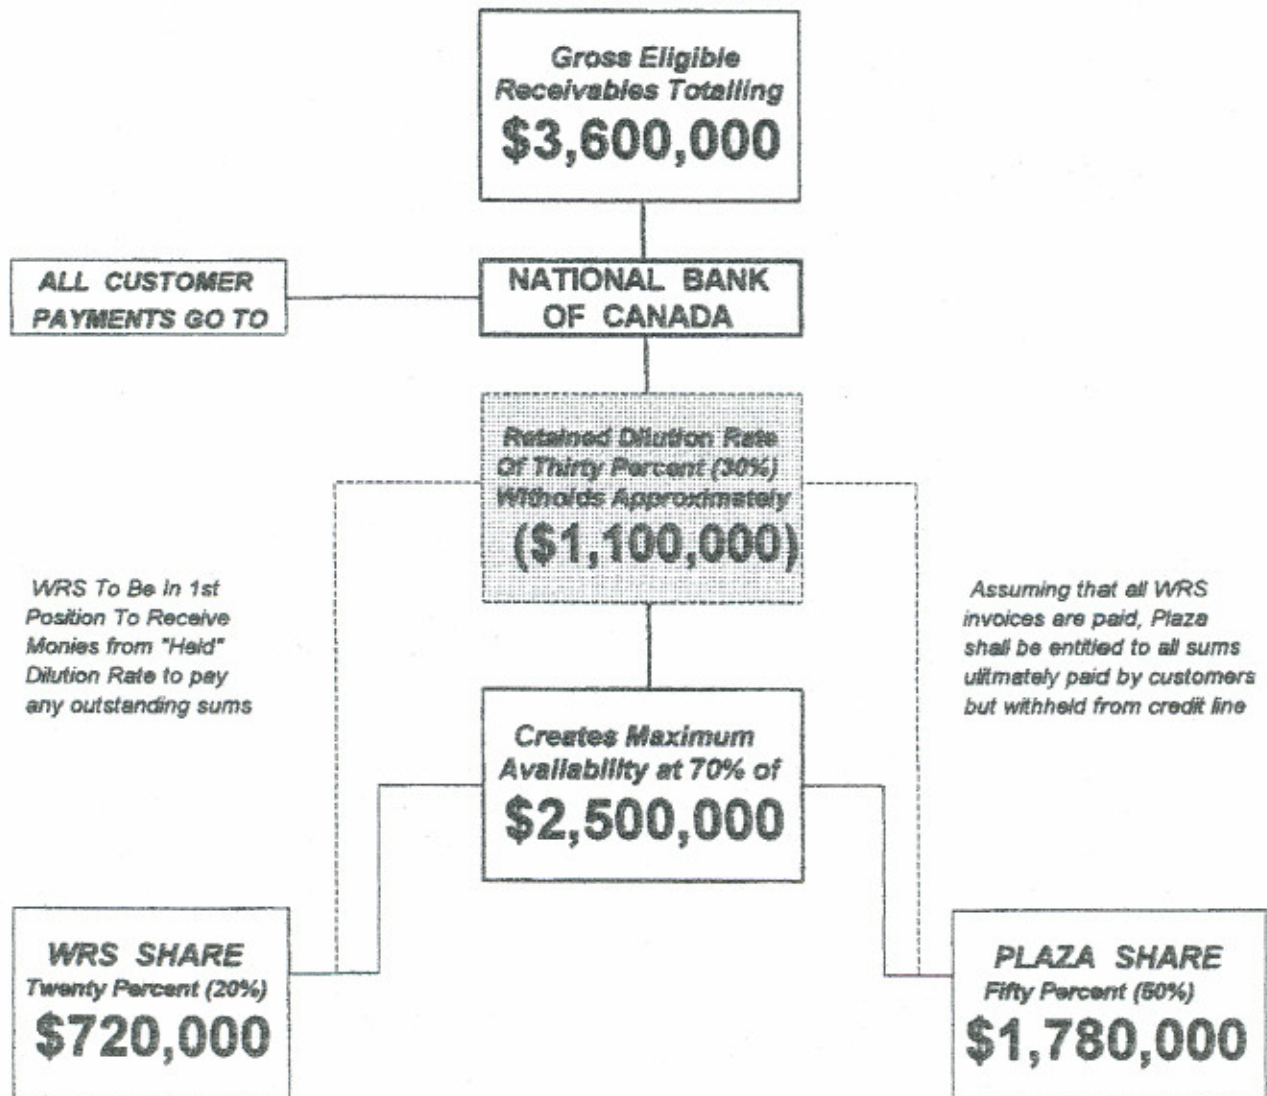 Gross Eligible
Receivables Totalling
$3,600,000
ALL CUSTOMER
PAYMENTS GO TO
NATIONAL BANK
OF CANADA
Retained Dilution Rate
Of Thirty Percent (30%)
Witholds Approximately
($1,100,000)
WRS To Be In 1st
Position To Receive
Monies from "Held"
Dilution Rate to pay
any outstanding sums
Assuming that all WRS
invoices are paid, Plaza
shall be entitled to all sums
ulitmately paid by customers
but withheld from credit line
Creates Maximum
Availability at 70% of
$2,500,000
WRS SHARE
Twenty Percent (20%)
$720,000
PLAZA SHARE
Fifty Percent (50%)
$1,780,000